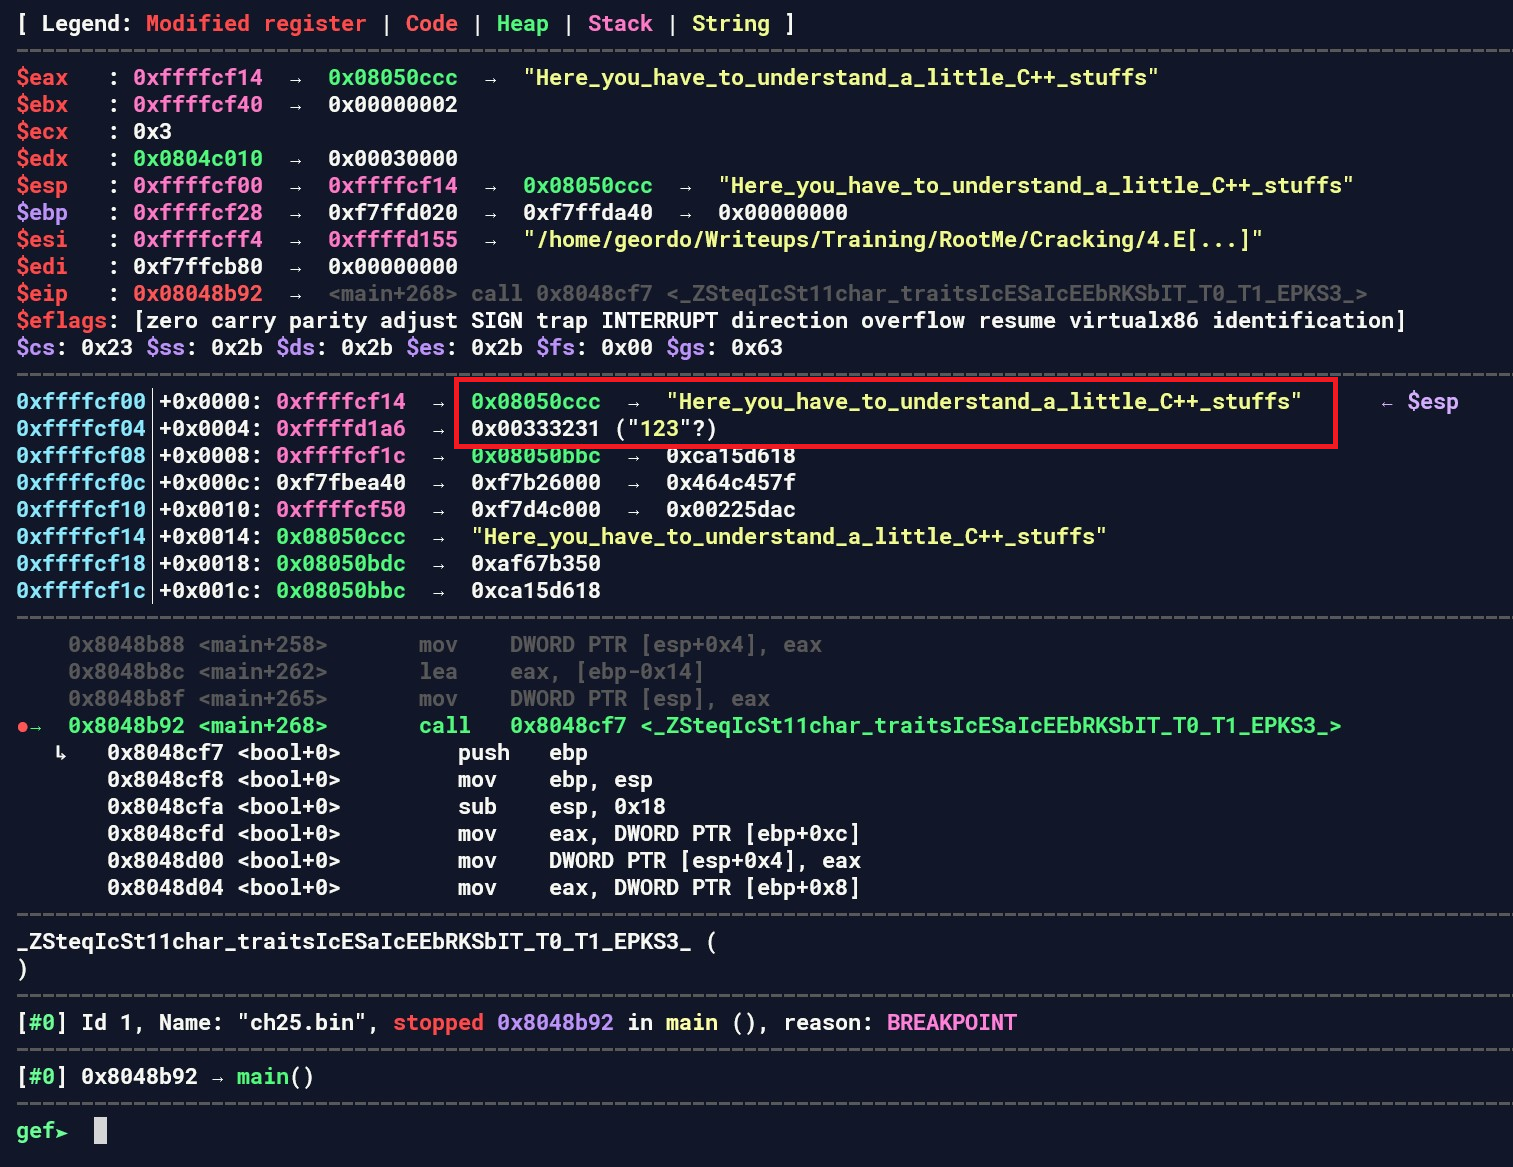 [ Legend: Modified register | Code | Heap | Stack | String ]
$eax   : 0xffffcf14  →  0x08050ccc  →  "Here_you_have_to_understand_a_little_C++_stuffs"
$ebx   : 0xffffcf40  →  0x00000002
$ecx   : 0x3
$edx   : 0x0804c010  →  0x00030000
$esp   : 0xffffcf00  →  0xffffcf14  →  0x08050ccc  →  "Here_you_have_to_understand_a_little_C++_stuffs"
$ebp   : 0xffffcf28  →  0xf7ffd020  →  0xf7ffda40  →  0x00000000
$esi   : 0xffffcff4  →  0xffffd155  →  "/home/geordo/Writeups/Training/RootMe/Cracking/4.E[...]"
$edi   : 0xf7ffcb80  →  0x00000000
$eip   : 0x08048b92  →  <main+268> call 0x8048cf7 <_ZSteqIcSt11char_traitsIcESaIcEEbRKSbIT_T0_T1_EPKS3_>
$eflags: [zero carry parity adjust SIGN trap INTERRUPT direction overflow resume virtualx86 identification]
$cs: 0x23 $ss: 0x2b $ds: 0x2b $es: 0x2b $fs: 0x00 $gs: 0x63
0xffffcf00│+0x0000: 0xffffcf14  →  0x08050ccc  →  "Here_you_have_to_understand_a_little_C++_stuffs"      ← $esp
0xffffcf04│+0x0004: 0xffffd1a6  →  0x00333231 ("123"?)
0xffffcf08│+0x0008: 0xffffcf1c  →  0x08050bbc  →  0xca15d618
0xffffcf0c│+0x000c: 0xf7fbea40  →  0xf7b26000  →  0x464c457f
0xffffcf10│+0x0010: 0xffffcf50  →  0xf7d4c000  →  0x00225dac
0xffffcf14│+0x0014: 0x08050ccc  →  "Here_you_have_to_understand_a_little_C++_stuffs"
0xffffcf18│+0x0018: 0x08050bdc  →  0xaf67b350
0xffffcf1c│+0x001c: 0x08050bbc  →  0xca15d618
0x8048b88 <main+258>       mov    DWORD PTR [esp+0x4], eax
0x8048b8c <main+262>       lea    eax, [ebp-0x14]
0x8048b8f <main+265>       mov    DWORD PTR [esp], eax
●→  0x8048b92 <main+268>       call   0x8048cf7 <_ZSteqIcSt11char_traitsIcESaIcEEbRKSbIT_T0_T1_EPKS3_>
↳   0x8048cf7 <bool+0>         push   ebp
0x8048cf8 <bool+0>         mov    ebp, esp
0x8048cfa <bool+0>         sub    esp, 0x18
0x8048cfd <bool+0>         mov    eax, DWORD PTR [ebp+0xc]
0x8048d00 <bool+0>         mov    DWORD PTR [esp+0x4], eax
0x8048d04 <bool+0>         mov    eax, DWORD PTR [ebp+0x8]
_ZSteqIcSt11char_traitsIcESaIcEEbRKSbIT_T0_T1_EPKS3_ (
)
[#0] Id 1, Name: "ch25.bin", stopped 0x8048b92 in main (), reason: BREAKPOINT
[#0] 0x8048b92 → main()
gef➤